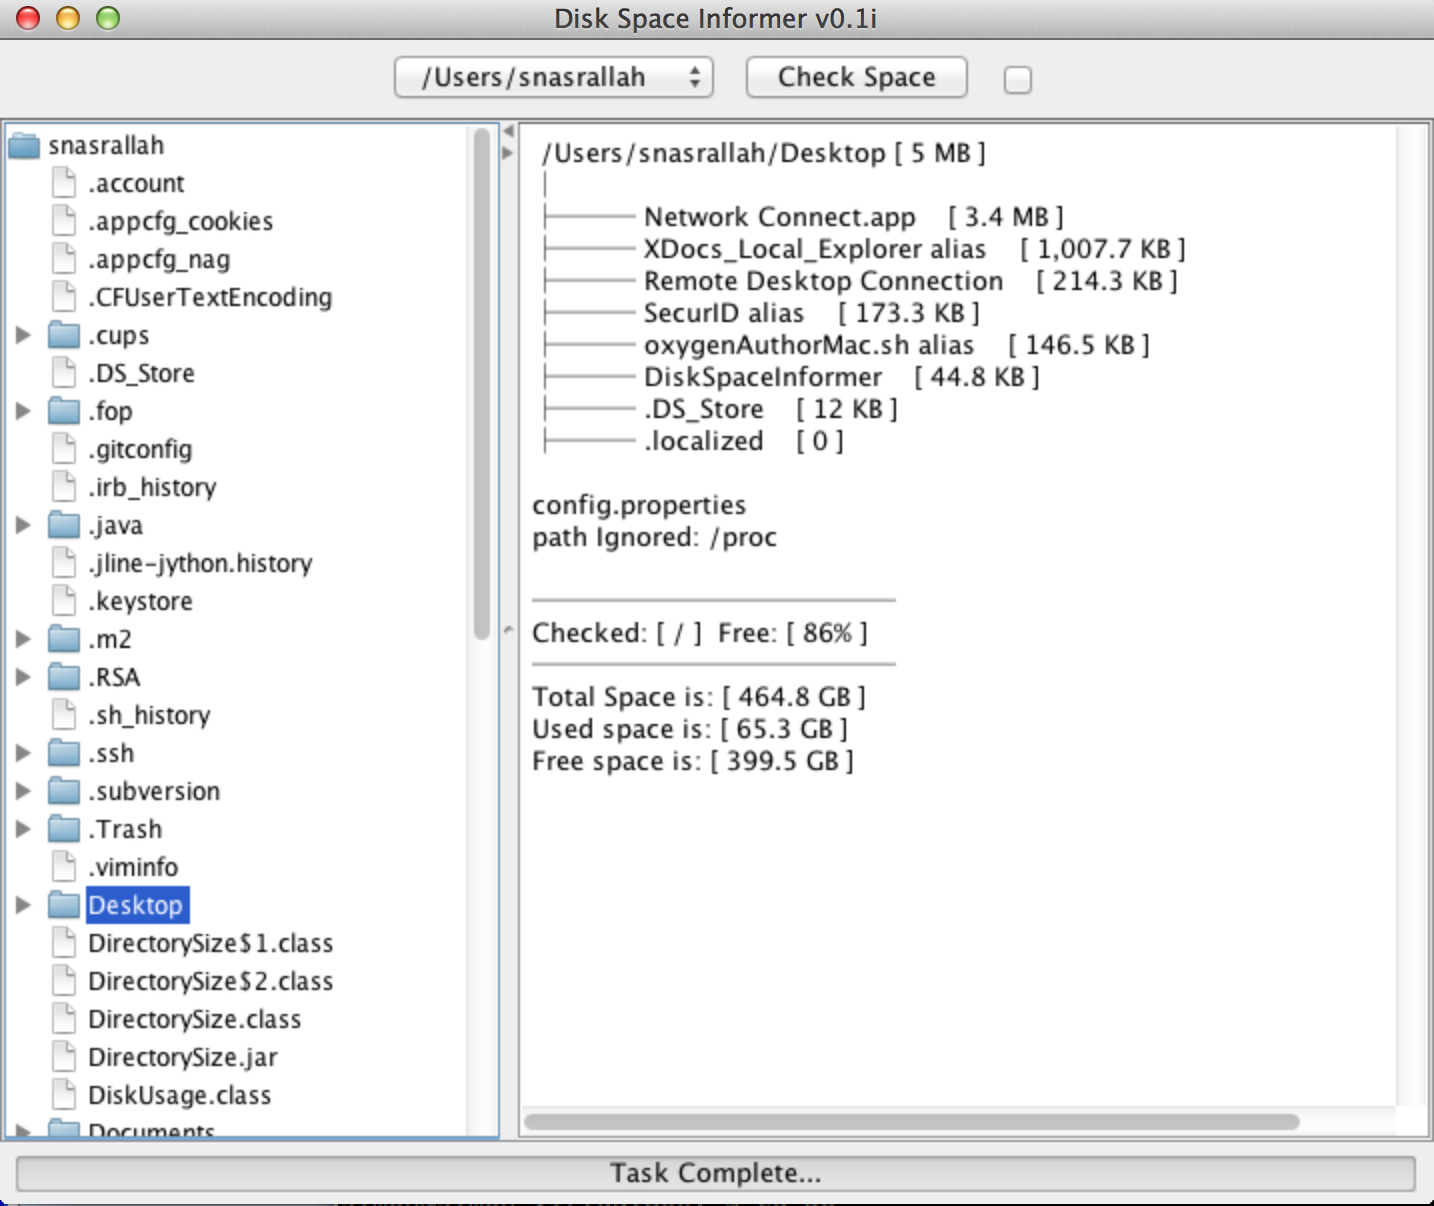 Disk Space Informer v0.1i
/Users/snasrallah
Check Space
snasrallah
.account
.appcfg_cookies
.appcfg_nag
.CFUserTextEncoding
.cups
.DS_Store
.fop
.gitconfig
.irb_history
.java
.jline-jython.history
.keystore
.m2
.RSA
.sh_history
.ssh
.subversion
.Trash
.viminfo
Desktop
DirectorySize$1.class
DirectorySize$2.class
DirectorySize.class
DirectorySize.jar
DiskUsage.class
Documents
/Users/snasrallah/Desktop [ 5 MB ]
Network Connect.app [ 3.4 MB ]
XDocs_Local_Explorer alias [ 1,007.7 KB ]
Remote Desktop Connection [ 214.3 KB ]
SecurID alias [ 173.3 KB ]
oxygenAuthorMac.sh alias [ 146.5 KB ]
DiskSpaceInformer [ 44.8 KB ]
.DS_Store [ 12 KB ]
.localized [ 0 ]
config.properties
path Ignored: /proc
Checked: [ / ] Free: [ 86% ]
Total Space is: [ 464.8 GB ]
Used space is: [ 65.3 GB ]
Free space is: [ 399.5 GB ]
Task Complete...